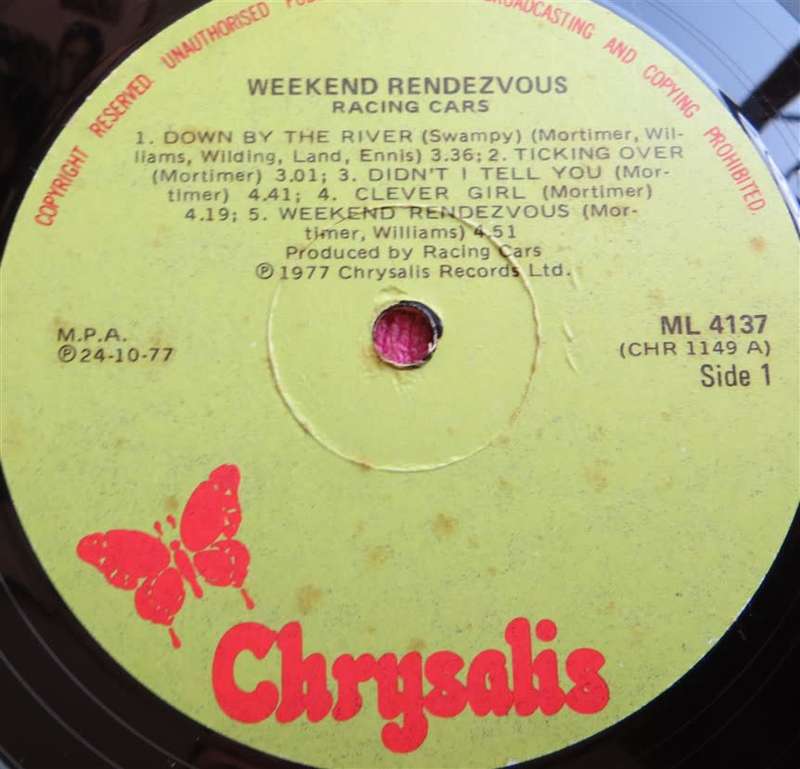 COPYRIGHT RESERVED. UNAUTHORISED
BROADCASTING AND COPYING PROHIBITED.
WEEKEND RENDEZVOUS
RACING CARS
1. DOWN BY THE RIVER (Swampy) (Mortimer, Wil-
liams, Wilding, Land, Ennis) 3.36; 2. TICKING OVER
(Mortimer) 3.01; 3. DIDN'T I TELL YOU (Mor-
timer) 4.41; 4. CLEVER GIRL (Mortimer)
4.19; 5. WEEKEND RENDEZVOUS (Mor-
timer, Williams) 4.51
Produced by Racing Cars
℗ 1977 Chrysalis Records Ltd.
M.P.A.
℗24-10-77
ML 4137
(CHR 1149 A)
Side 1
Chrysalis